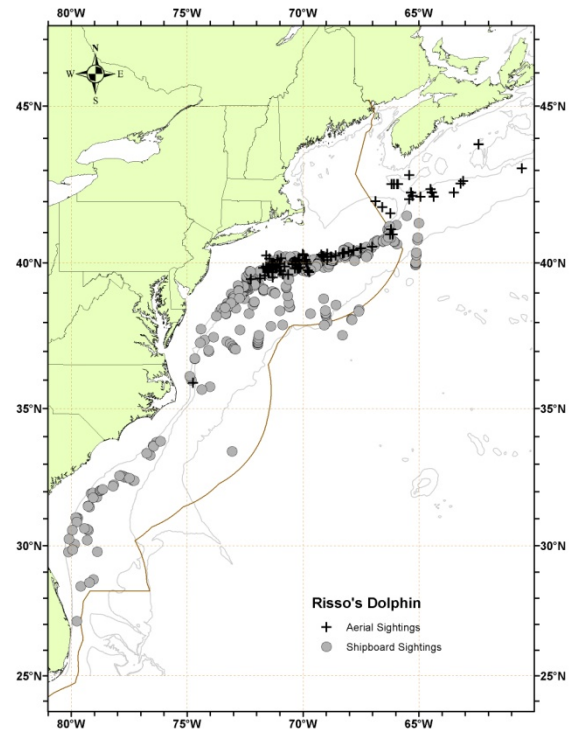 80°W 75°W 70°W 65°W
N
W E
S
45°N 45°N
40°N 40°N
35°N 35°N
30°N 30°N
25°N 25°N
Risso's Dolphin
Aerial Sightings
Shipboard Sightings
80°W 75°W 70°W 65°W